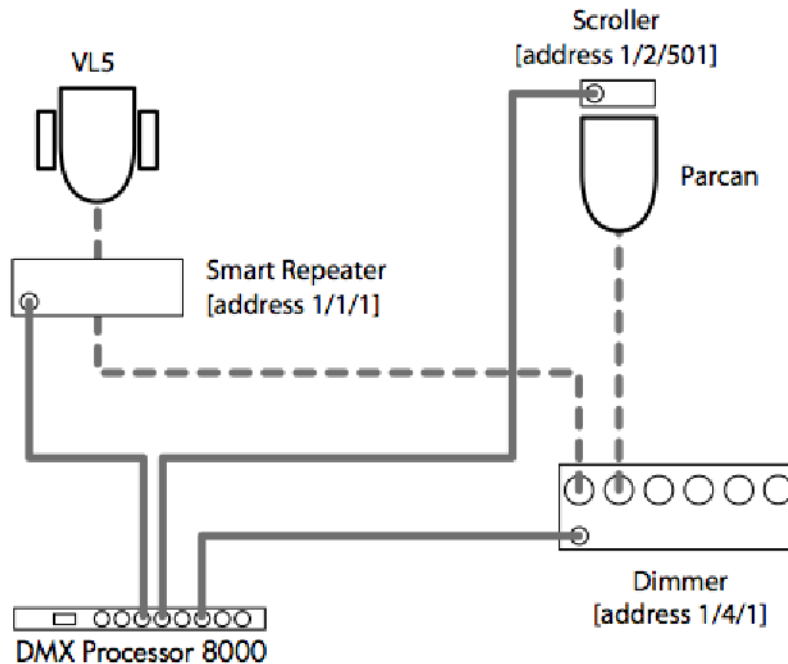 Scroller
[address 1/2/501]
VL5
Parcan
Smart Repeater
[address 1/1/1]
Dimmer
[address 1/4/1]
DMX Processor 8000